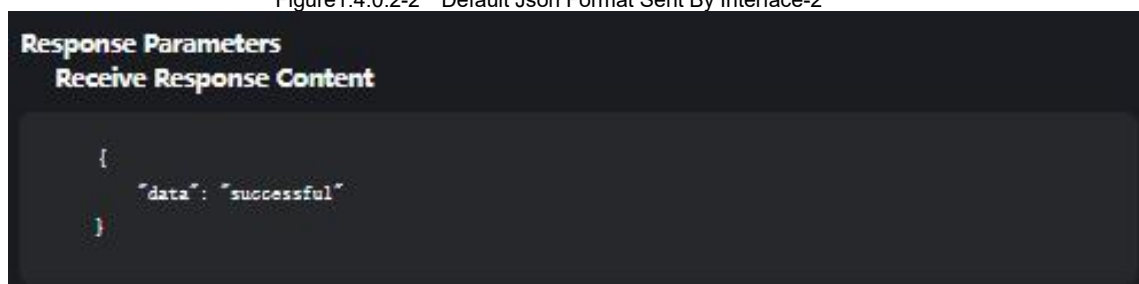 Figure1.4.0.2-2 Default Json Format Sent By Interface-2
Response Parameters
Receive Response Content
{
"data": "successful"
}